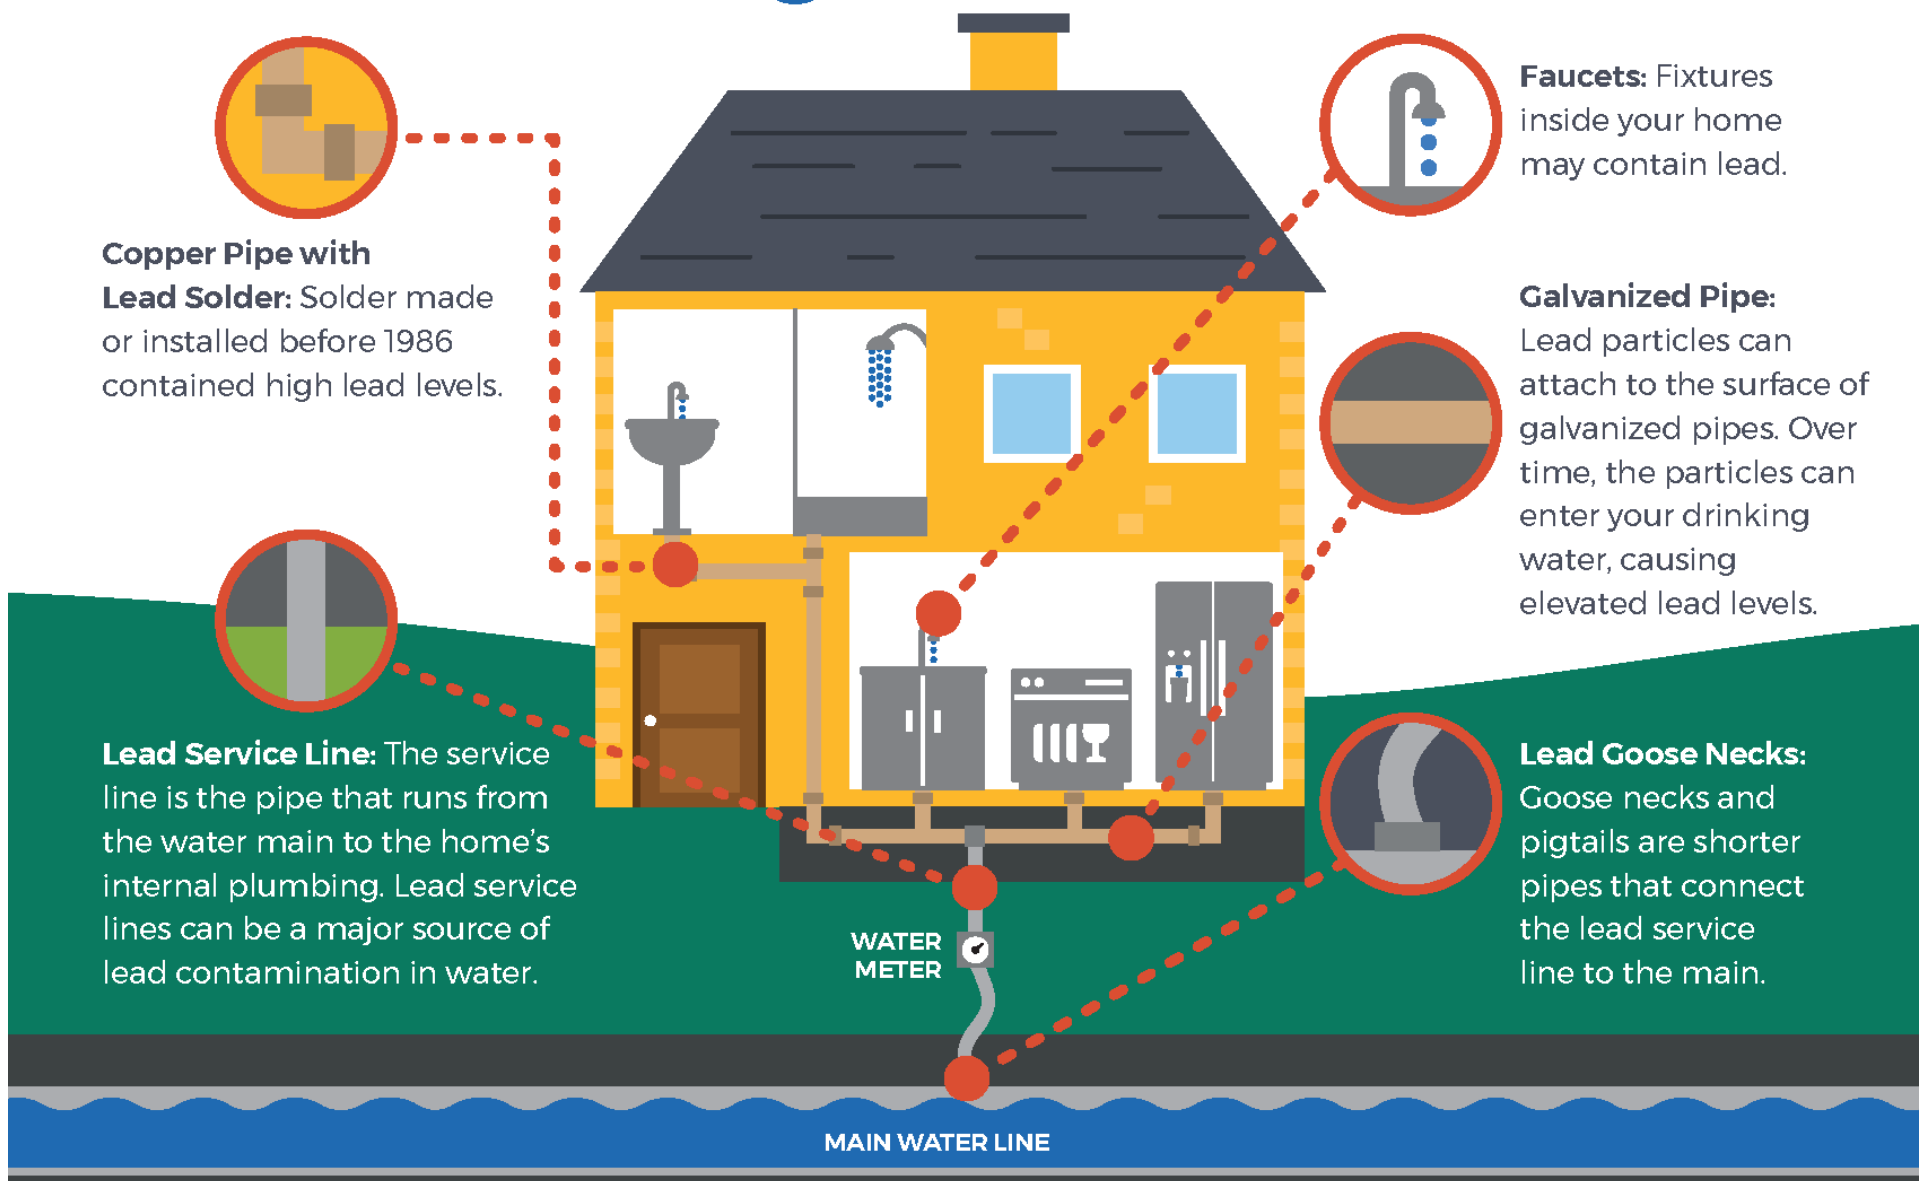 Copper Pipe with
Lead Solder: Solder made
or installed before 1986
contained high lead levels.
Lead Service Line: The service
line is the pipe that runs from
the water main to the home's
internal plumbing. Lead service
lines can be a major source of
lead contamination in water.
Faucets: Fixtures
inside your home
may contain lead.
Galvanized Pipe:
Lead particles can
attach to the surface of
galvanized pipes. Over
time, the particles can
enter your drinking
water, causing
elevated lead levels.
Lead Goose Necks:
Goose necks and
pigtails are shorter
pipes that connect
the lead service
line to the main.
WATER
METER
MAIN WATER LINE